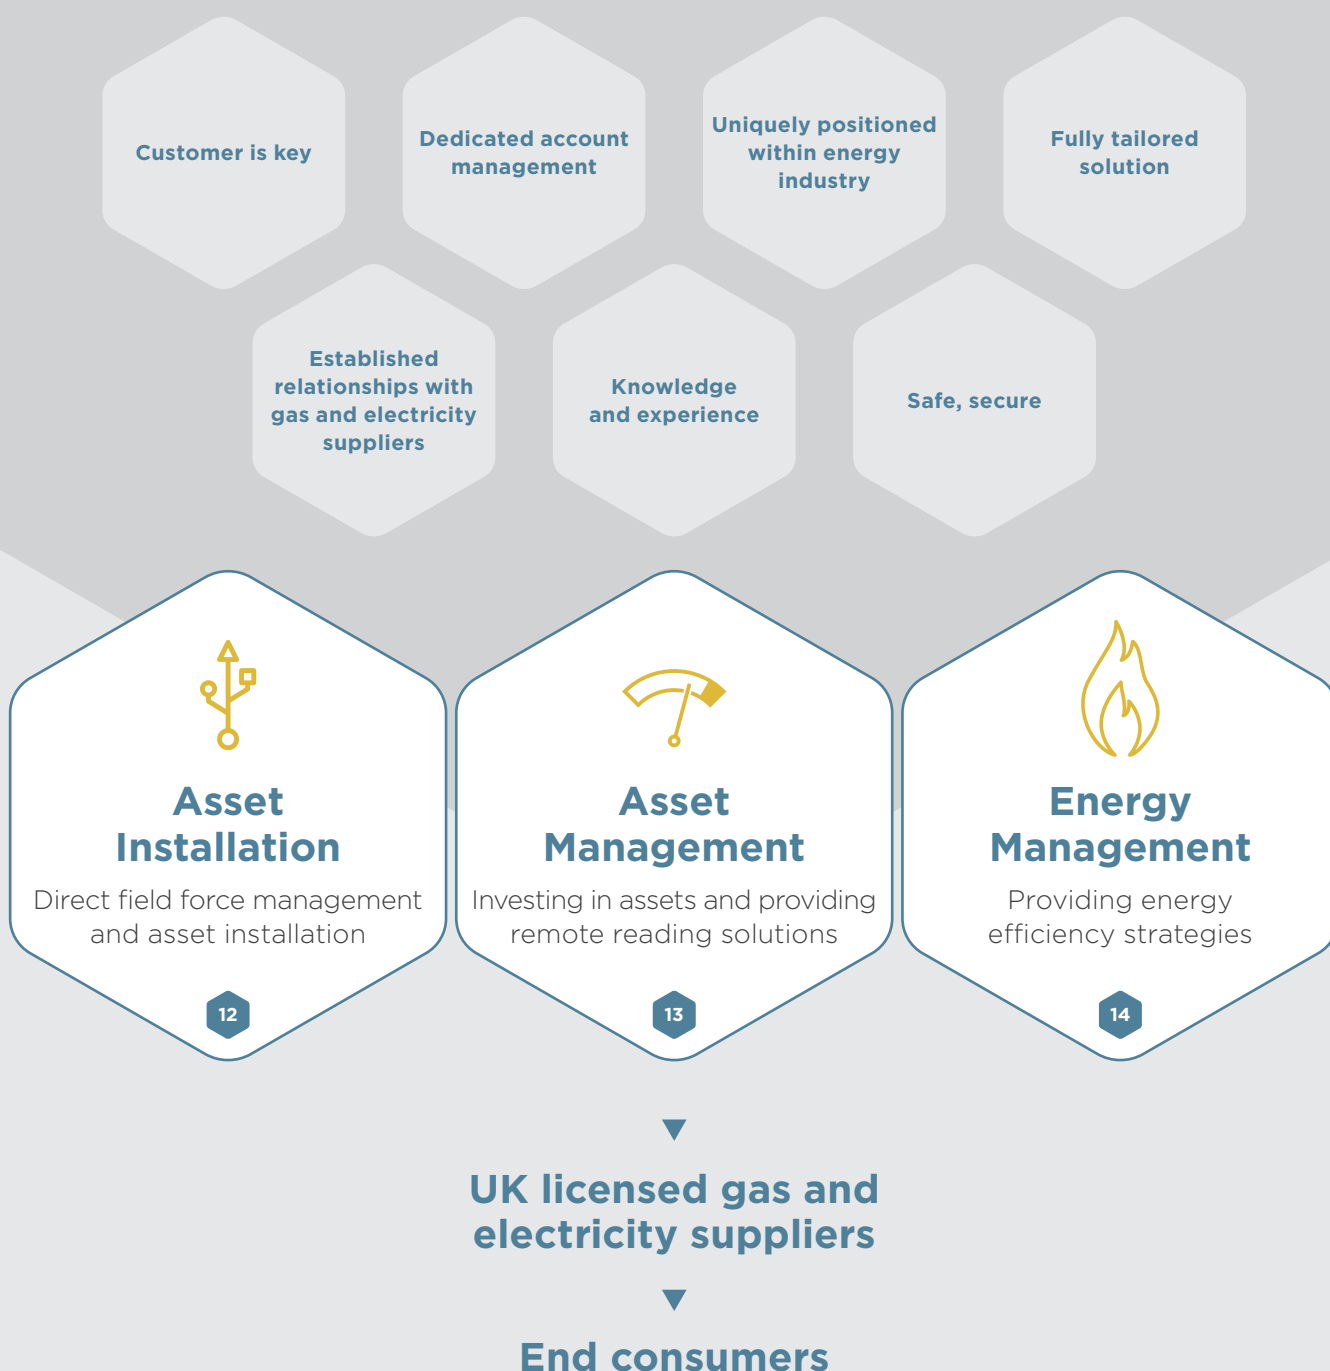 Customer is key
Dedicated account
management
Uniquely positioned
within energy
industry
Fully tailored
solution
Established
relationships with
gas and electricity
suppliers
Knowledge
and experience
Safe, secure
Asset
Installation
Direct field force management
and asset installation
12
Asset
Management
Investing in assets and providing
remote reading solutions
13
Energy
Management
Providing energy
efficiency strategies
14
UK licensed gas and
electricity suppliers
End consumers